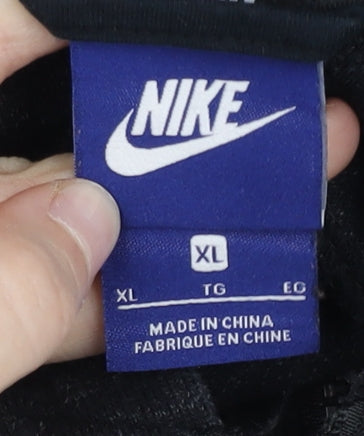 NIKE
XL
XL TG EG
MADE IN CHINA
FABRIQUE EN CHINE